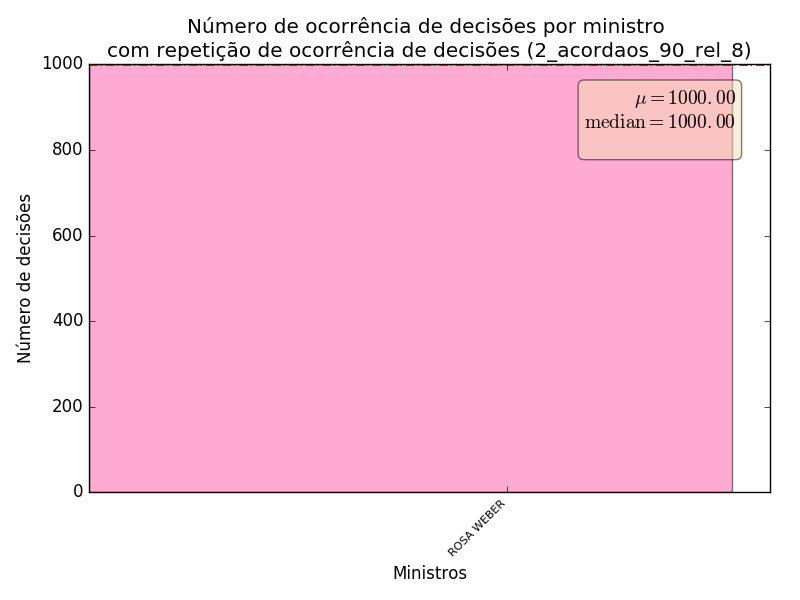 Número de ocorrência de decisões por ministro
com repetição de ocorrência de decisões (2_acordaos_90_rel_8)
1000
800
600
400
200
0
μ = 1000.00
median = 1000.00
Número de decisões
ROSA WEBER
Ministros